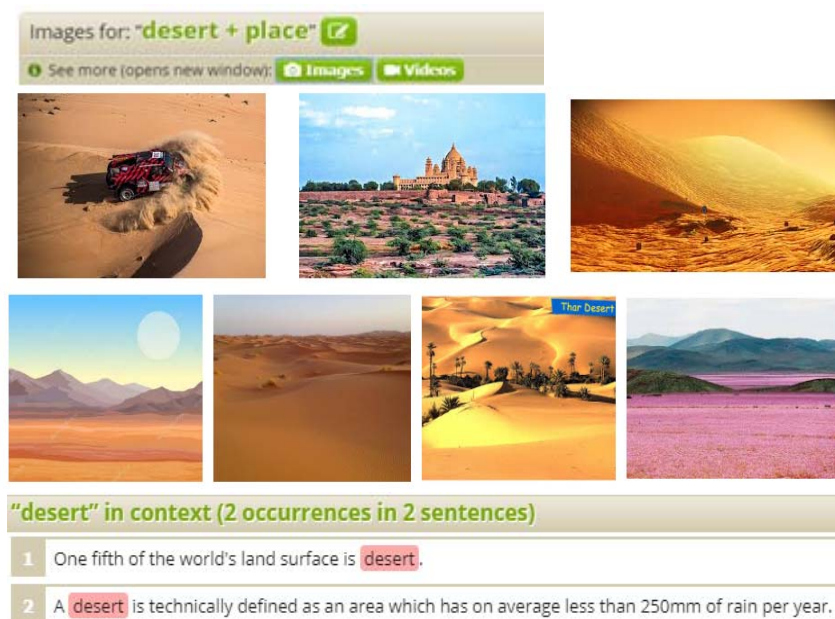 Images for: "desert + place"
See more (opens new window): Images Videos
Thar Desert
"desert" in context (2 occurrences in 2 sentences)
1 One fifth of the world's land surface is desert.
2 A desert is technically defined as an area which has on average less than 250mm of rain per year.